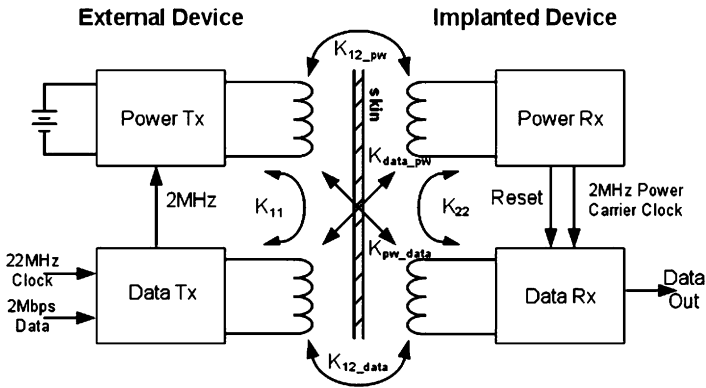 External Device
Implanted Device
K12_pw
Power Tx
skin
Power Rx
Kdata_pw
2MHz
K11
K22
Reset
2MHz Power
Carrier Clock
Kpw_data
22MHz
Clock
2Mbps
Data
Data Tx
Data Rx
Data
Out
K12_data